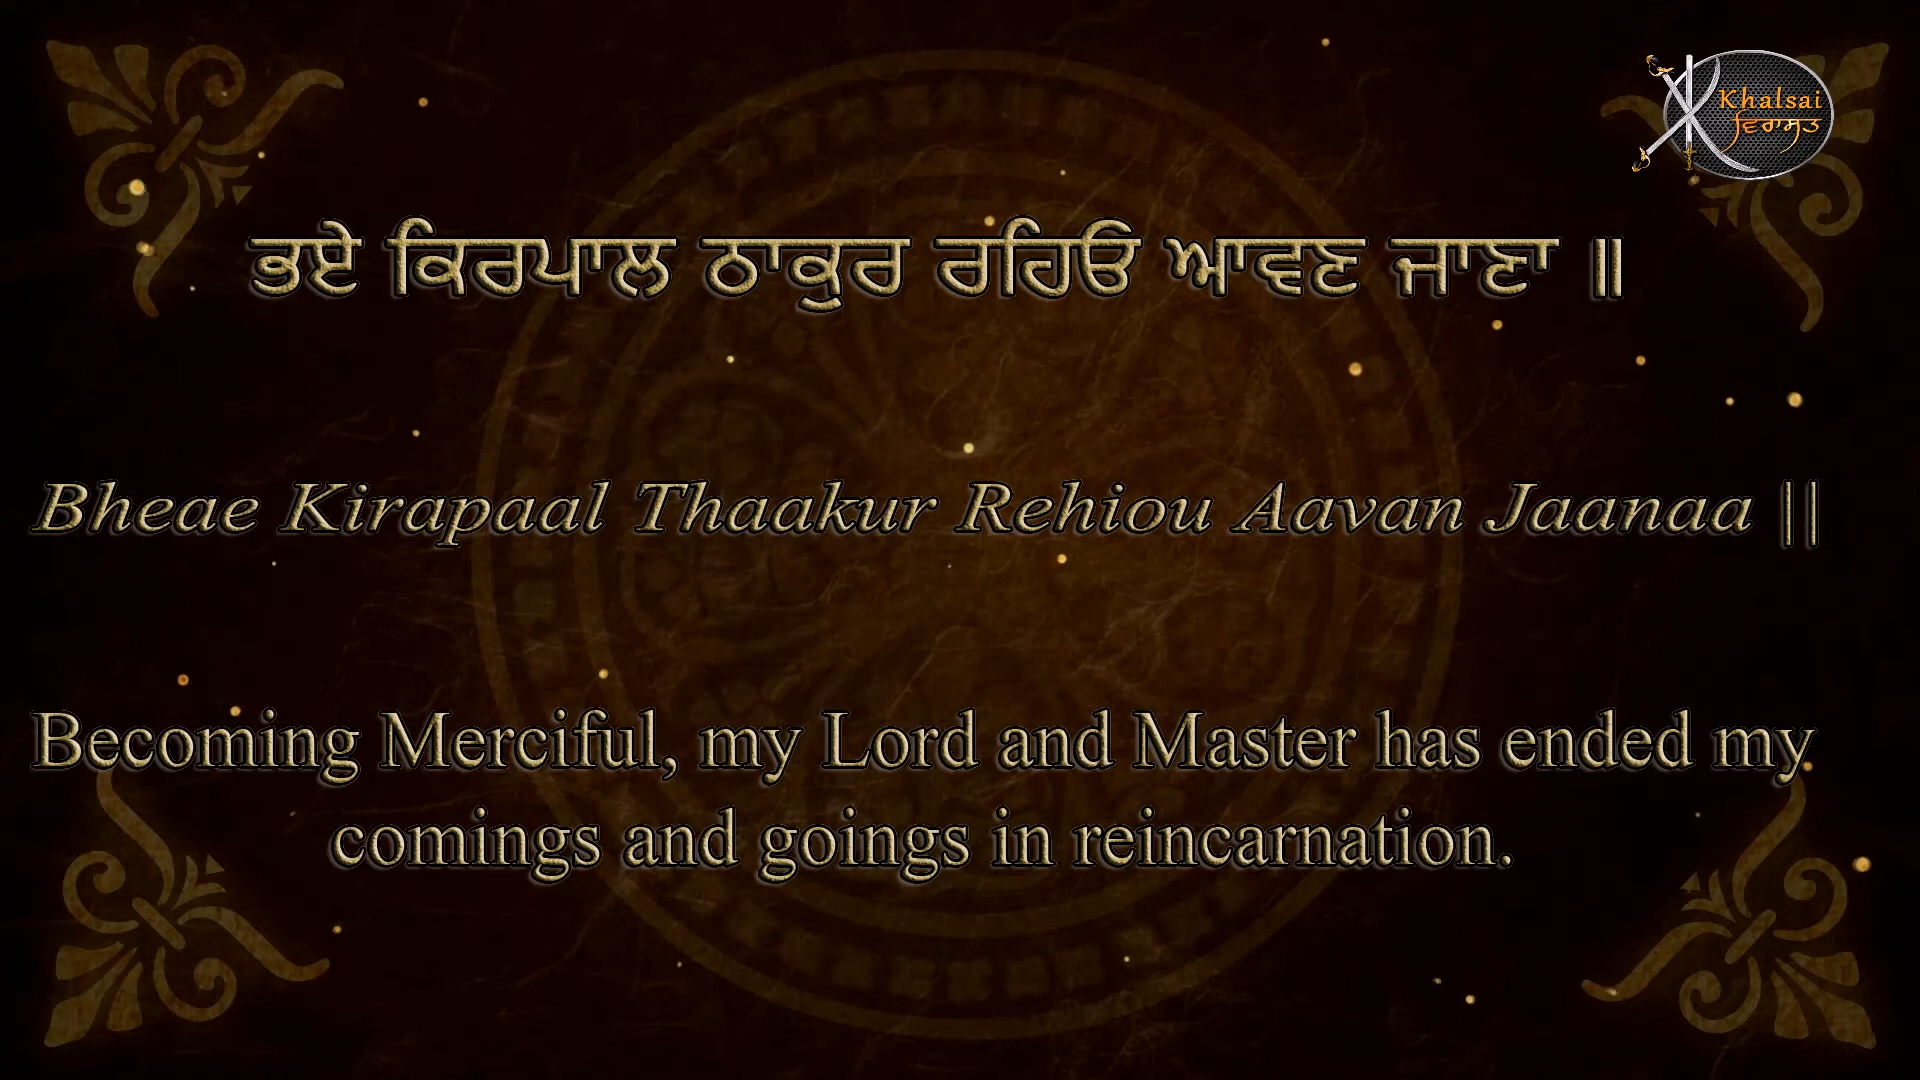 Khalsai
ਵਿਰਾਸਤ
ਭਏ ਕਿਰਪਾਲ ਠਾਕੁਰ ਰਹਿਓ ਆਵਣ ਜਾਣਾ ॥
Bheae Kirapaal Thaakur Rehiou Aavan Jaanaa ||
Becoming Merciful, my Lord and Master has ended my
comings and goings in reincarnation.